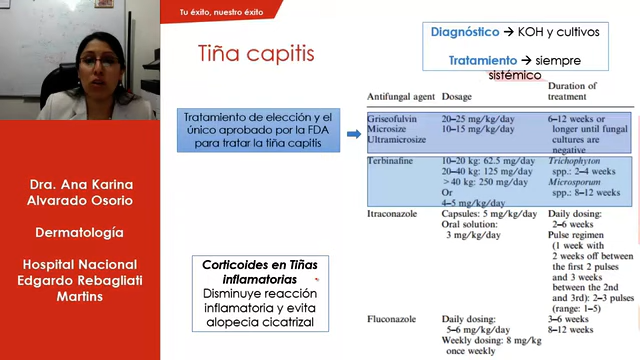 Tu éxito, nuestro éxito
Tiña capitis
Diagnóstico → KOH y cultivos
Tratamiento → siempre
sistémico
Tratamiento de elección y el
único aprobado por la FDA
para tratar la tiña capitis
Antifungal agent Dosage Duration of
treatment
Griseofulvin 20–25 mg/kg/day 6–12 weeks or
Microsize 10–15 mg/kg/day longer until fungal
Ultramicrosize cultures are
negative
Terbinafine 10-20 kg: 62.5 mg/day Trichophyton
20-40 kg: 125 mg/day spp.: 2–4 weeks
>40 kg: 250 mg/day Microsporum
Or spp.: 8–12 weeks
4–5 mg/kg/day
Itraconazole Capsules: 5 mg/kg/day Daily dosing:
Oral solution: 2–6 weeks
3 mg/kg/day Pulse regimen
(1 week with
2 weeks off between
the first 2 pulses
and 3 weeks
between the 2nd
and 3rd): 2–3 pulses
(range: 1–5)
Fluconazole Daily dosing: 3–6 weeks
5–6 mg/kg/day 8–12 weeks
Weekly dosing: 8 mg/kg
once weekly
Corticoides en Tiñas
inflamatorias
Disminuye reacción
inflamatoria y evita
alopecia cicatrizal
Dra. Ana Karina
Alvarado Osorio
Dermatología
Hospital Nacional
Edgardo Rebagliati
Martins